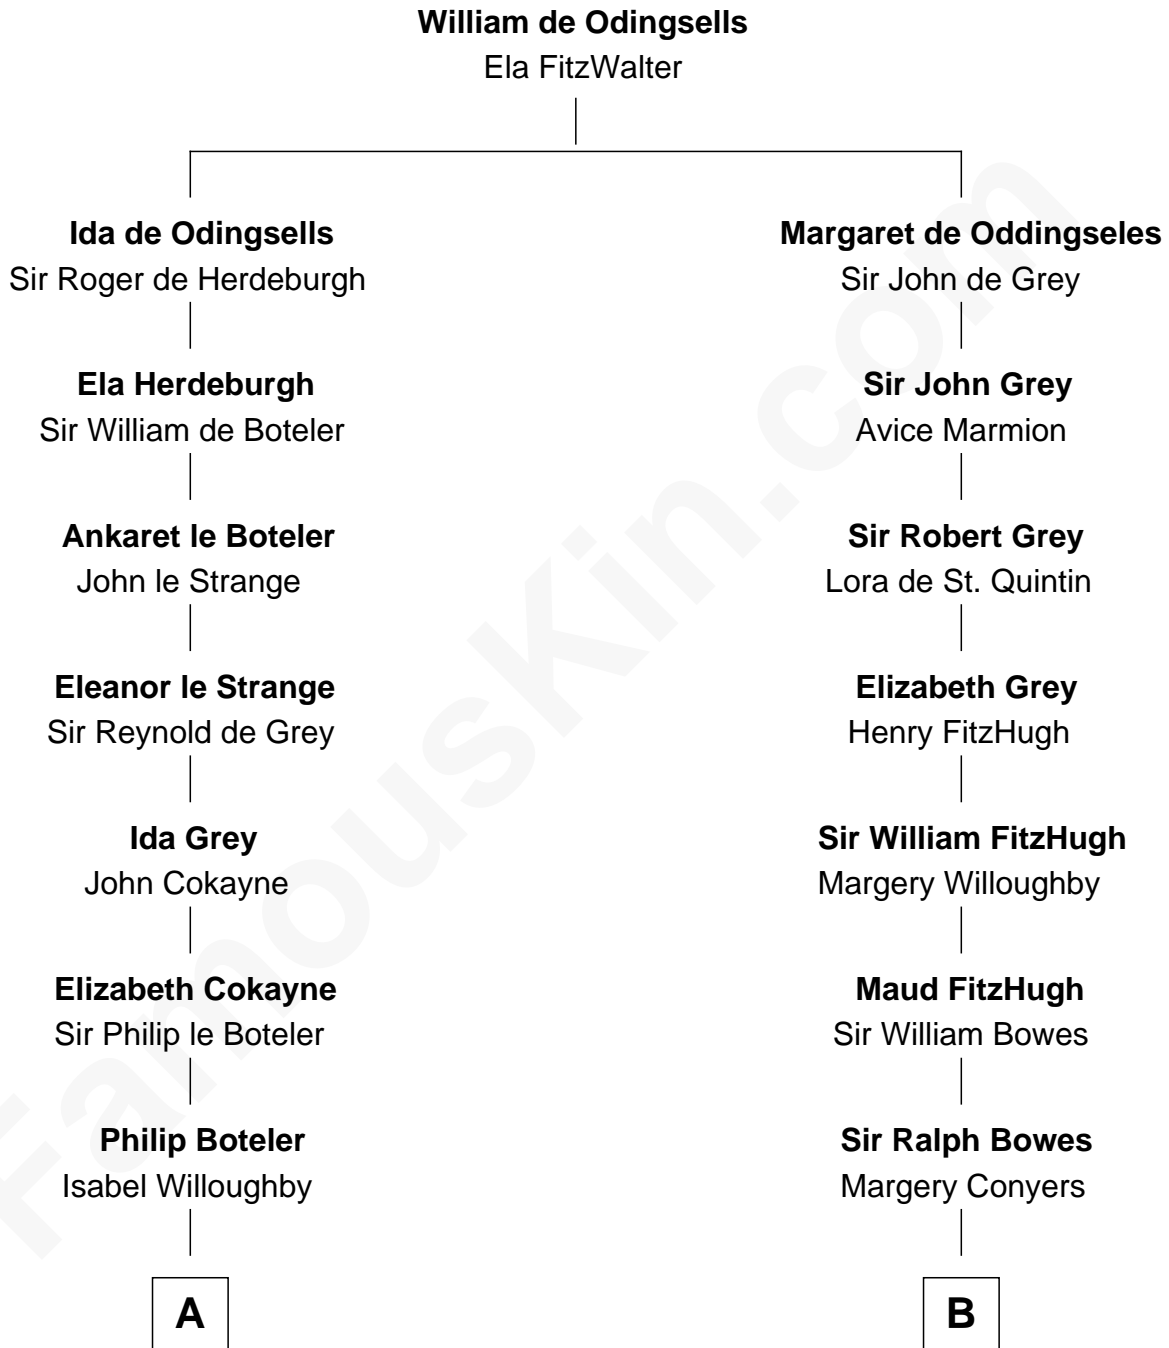 William de Odingsells
Ela FitzWalter
Ida de Odingsells
Sir Roger de Herdeburgh
Margaret de Oddingseles
Sir John de Grey
Ela Herdeburgh
Sir William de Boteler
Sir John Grey
Avice Marmion
Ankaret le Boteler
John le Strange
Sir Robert Grey
Lora de St. Quintin
Eleanor le Strange
Sir Reynold de Grey
Elizabeth Grey
Henry FitzHugh
Ida Grey
John Cokayne
Sir William FitzHugh
Margery Willoughby
Elizabeth Cokayne
Sir Philip le Boteler
Maud FitzHugh
Sir William Bowes
Philip Boteler
Isabel Willoughby
Sir Ralph Bowes
Margery Conyers
A
B
FamousKin.com